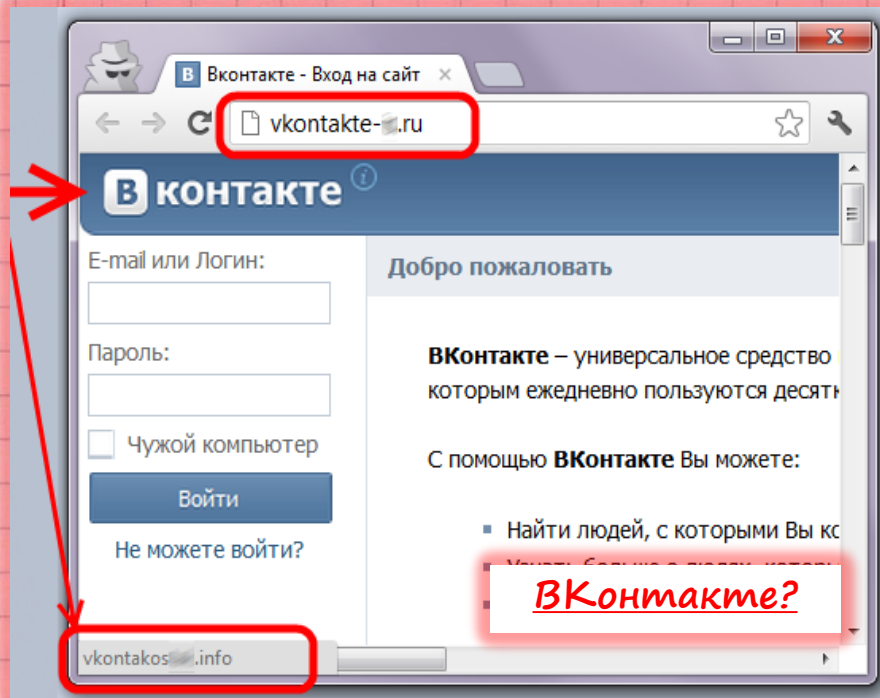 Вконтакте - Вход на сайт
vkontakte- .ru
В контакте
E-mail или Логин:
Пароль:
Чужой компьютер
Войти
Не можете войти?
Добро пожаловать
ВКонтакте – универсальное средство
которым ежедневно пользуются десятк
С помощью ВКонтакте Вы можете:
Найти людей, с которыми Вы кс
ВКонтакте?
vkontakos .info